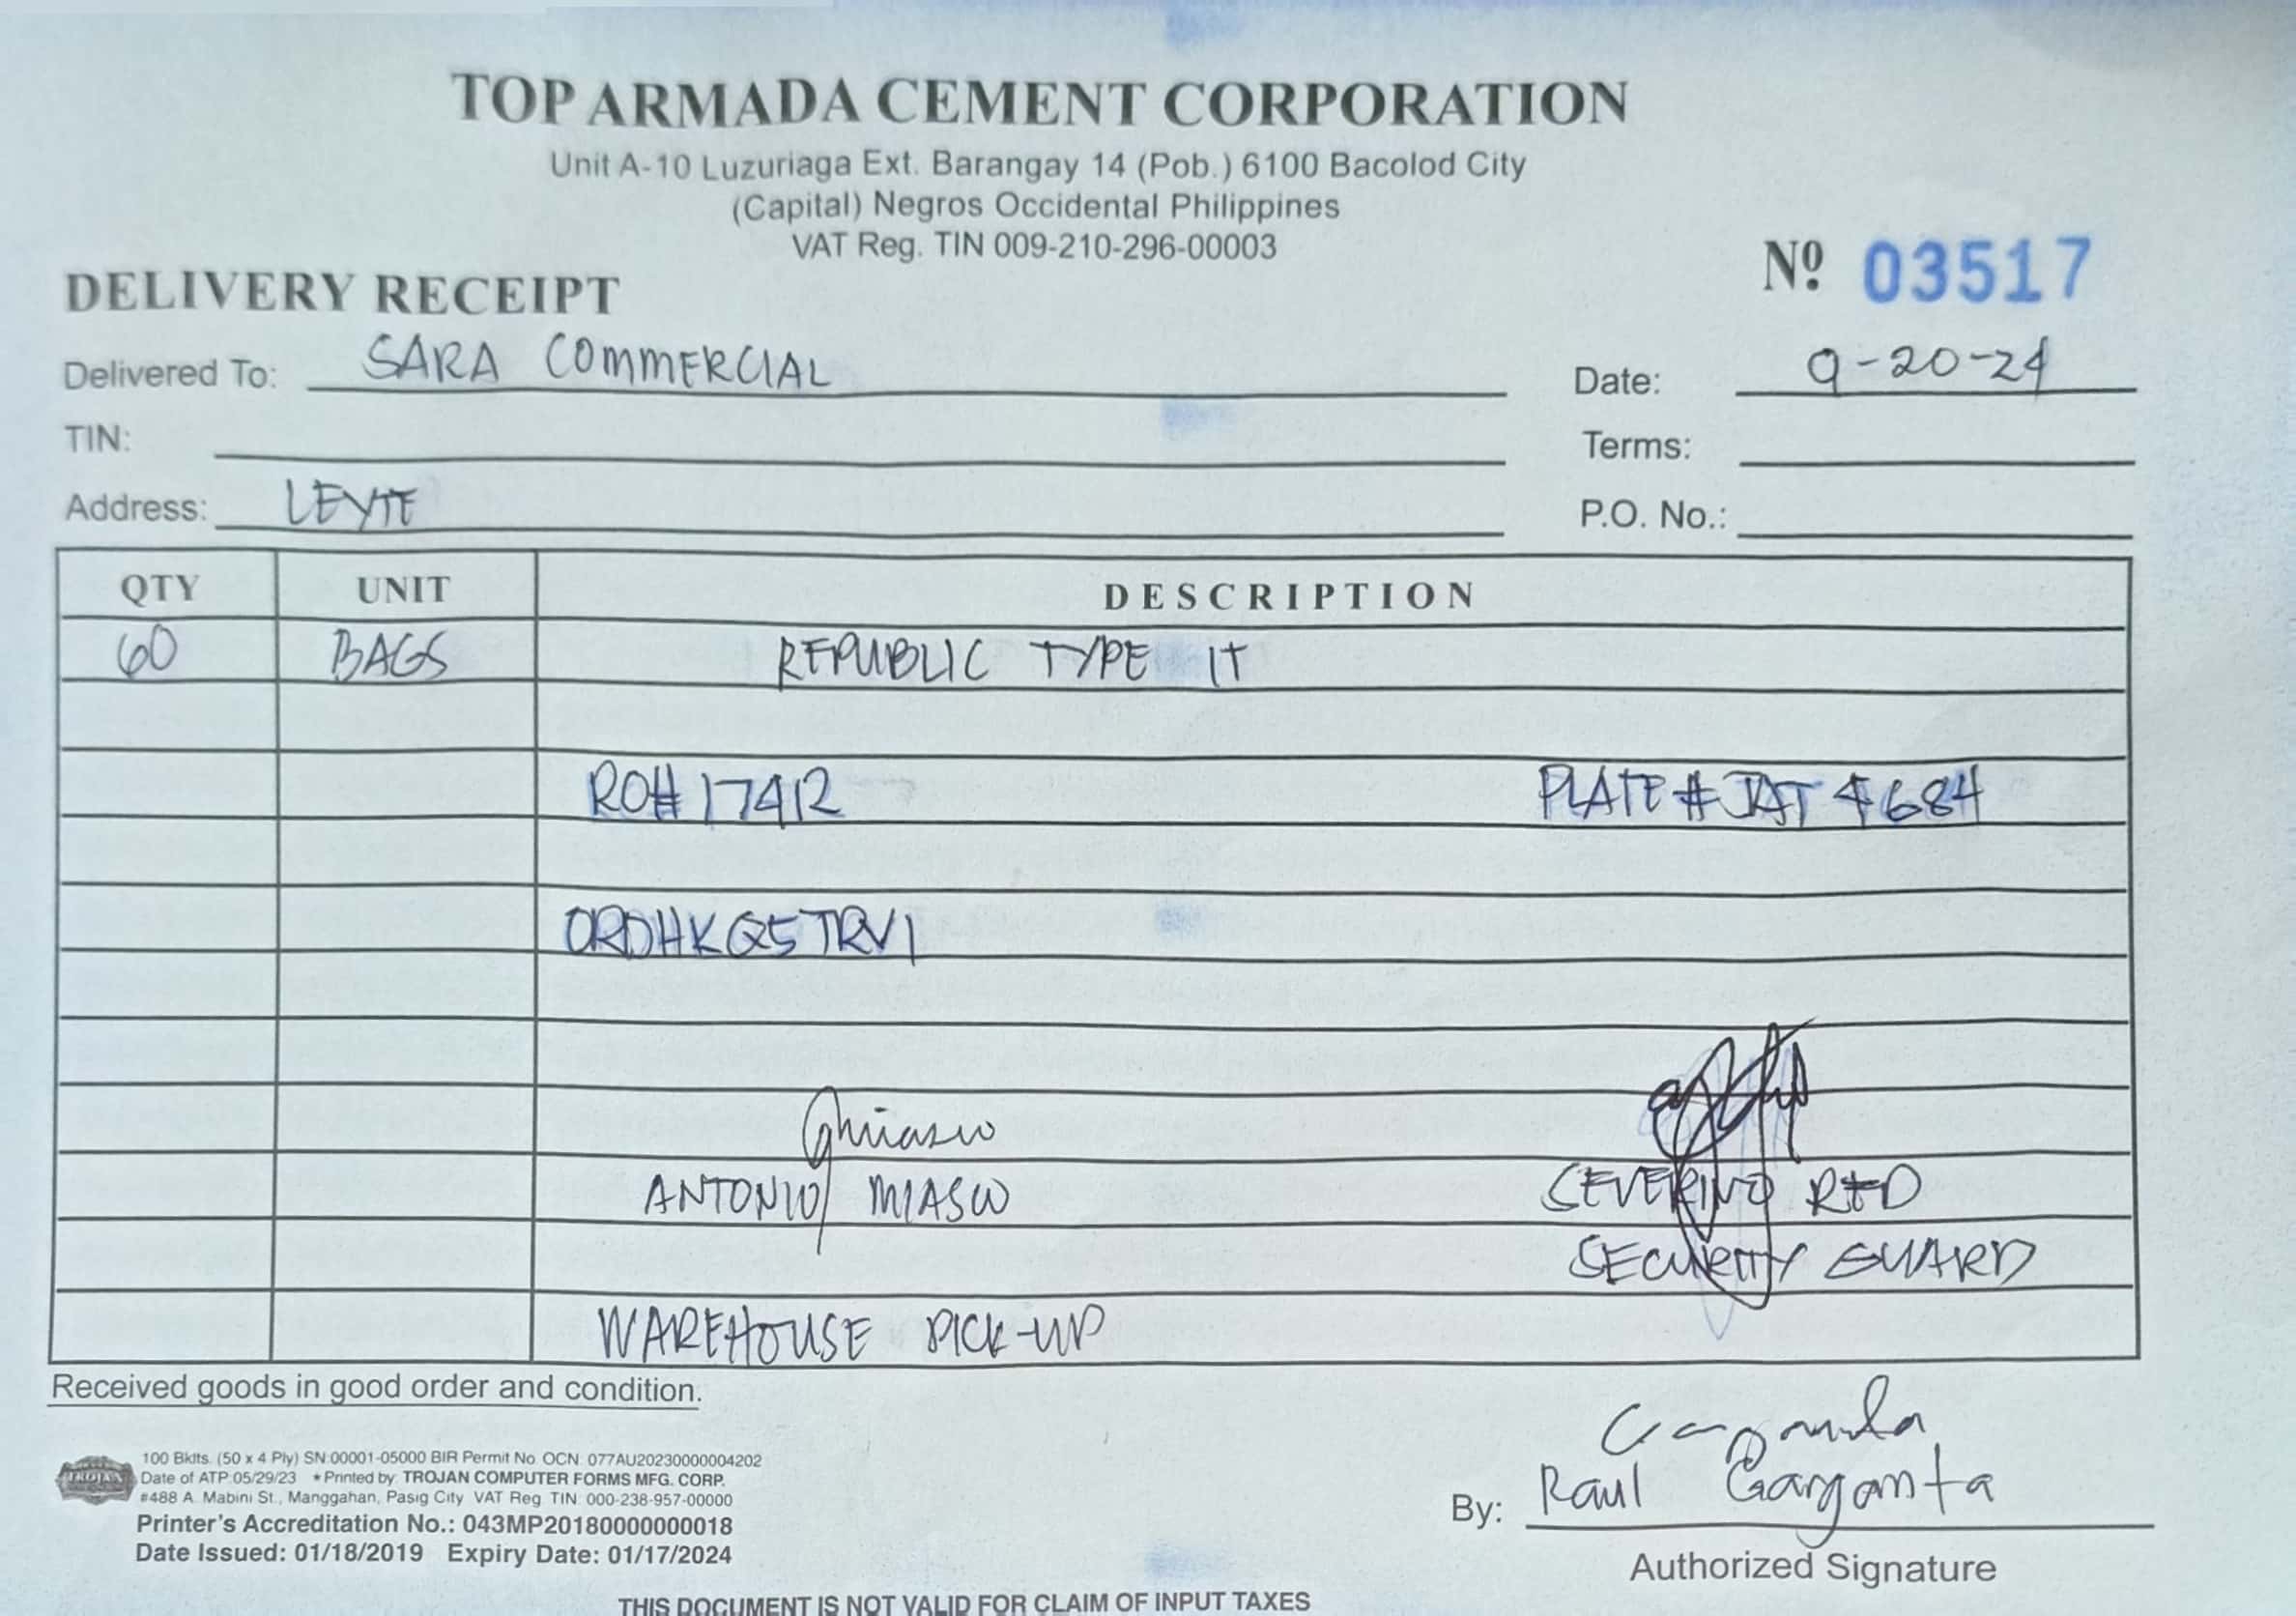 TOP ARMADA CEMENT CORPORATION
Unit A-10 Luzuriaga Ext. Barangay 14 (Pob.) 6100 Bacolod City
(Capital) Negros Occidental Philippines
VAT Reg. TIN 009-210-296-00003
Nº 03517
DELIVERY RECEIPT
Delivered To: SARA COMMERCIAL
Date: 9-20-24
TIN:
Terms:
Address: LEYTE
P.O. No.:
QTY UNIT DESCRIPTION
60 BAGS REPUBLIC TYPE 1T
RO# 17412 PLATE # JAT 4684
ORDHKQ5TRV1
ANTONIO MIASCO SEVERINO
SECURITY GUARD
WAREHOUSE PICK-UP
Received goods in good order and condition.
TROJAN
100 Bklts. (50 x 4 Ply) SN:00001-05000 BIR Permit No. OCN: 077AU20230000004202
Date of ATP:05/29/23 * Printed by: TROJAN COMPUTER FORMS MFG. CORP.
#488 A. Mabini St., Manggahan, Pasig City VAT Reg. TIN: 000-238-957-00000
Printer's Accreditation No.: 043MP20180000000018
Date Issued: 01/18/2019 Expiry Date: 01/17/2024
By: Raul Garganta
Authorized Signature
THIS DOCUMENT IS NOT VALID FOR CLAIM OF INPUT TAXES